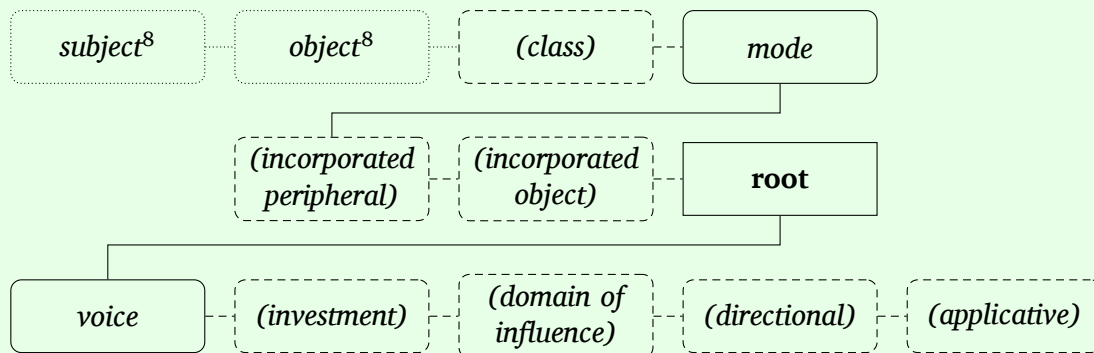 subject⁸ object⁸ (class) mode
(incorporated peripheral) (incorporated object) root
voice (investment) (domain of influence) (directional) (applicative)